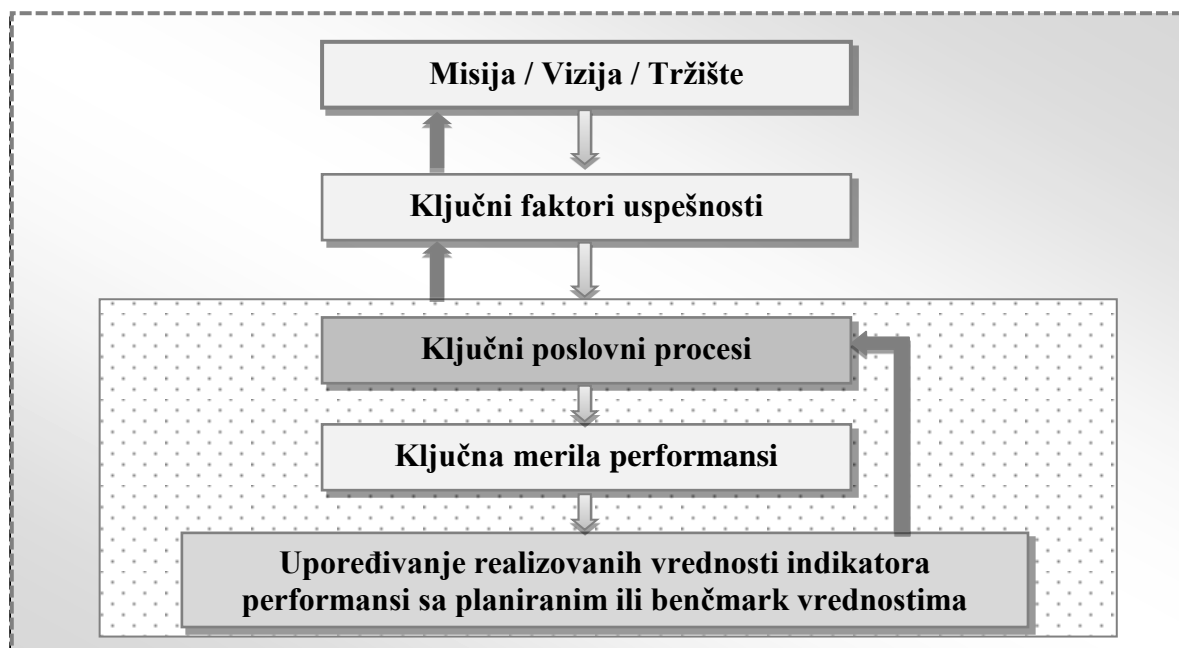 Misija / Vizija / Tržište
Ključni faktori uspešnosti
Ključni poslovni procesi
Ključna merila performansi
Upoređivanje realizovanih vrednosti indikatora
performansi sa planiranim ili benčmark vrednostima